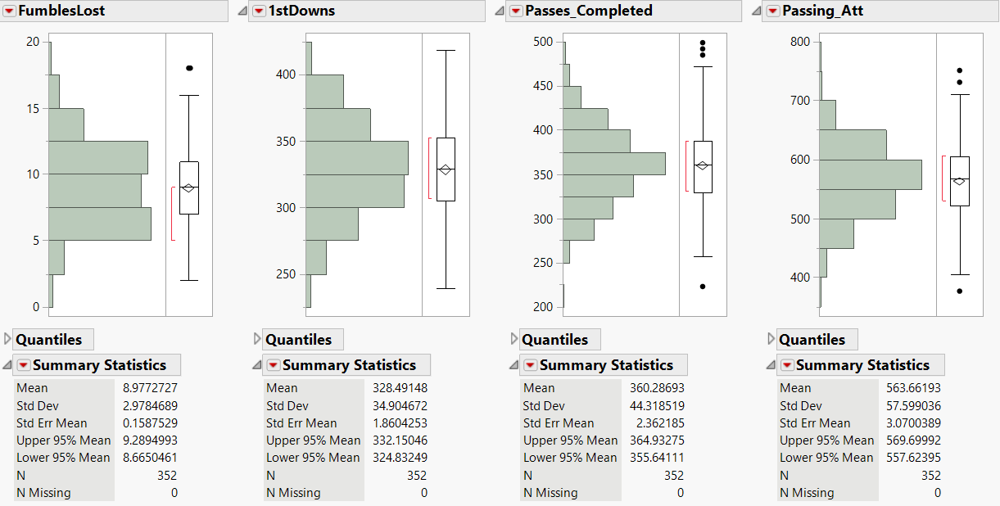 FumblesLost
20
15
10
5
0
Quantiles
Summary Statistics
Mean 8.9772727
Std Dev 2.9784689
Std Err Mean 0.1587529
Upper 95% Mean 9.2894993
Lower 95% Mean 8.6650461
N 352
N Missing 0
1stDowns
400
350
300
250
Quantiles
Summary Statistics
Mean 328.49148
Std Dev 34.904672
Std Err Mean 1.8604253
Upper 95% Mean 332.15046
Lower 95% Mean 324.83249
N 352
N Missing 0
Passes_Completed
500
450
400
350
300
250
200
Quantiles
Summary Statistics
Mean 360.28693
Std Dev 44.318519
Std Err Mean 2.362185
Upper 95% Mean 364.93275
Lower 95% Mean 355.64111
N 352
N Missing 0
Passing_Att
800
700
600
500
400
Quantiles
Summary Statistics
Mean 563.66193
Std Dev 57.599036
Std Err Mean 3.0700389
Upper 95% Mean 569.69992
Lower 95% Mean 557.62395
N 352
N Missing 0